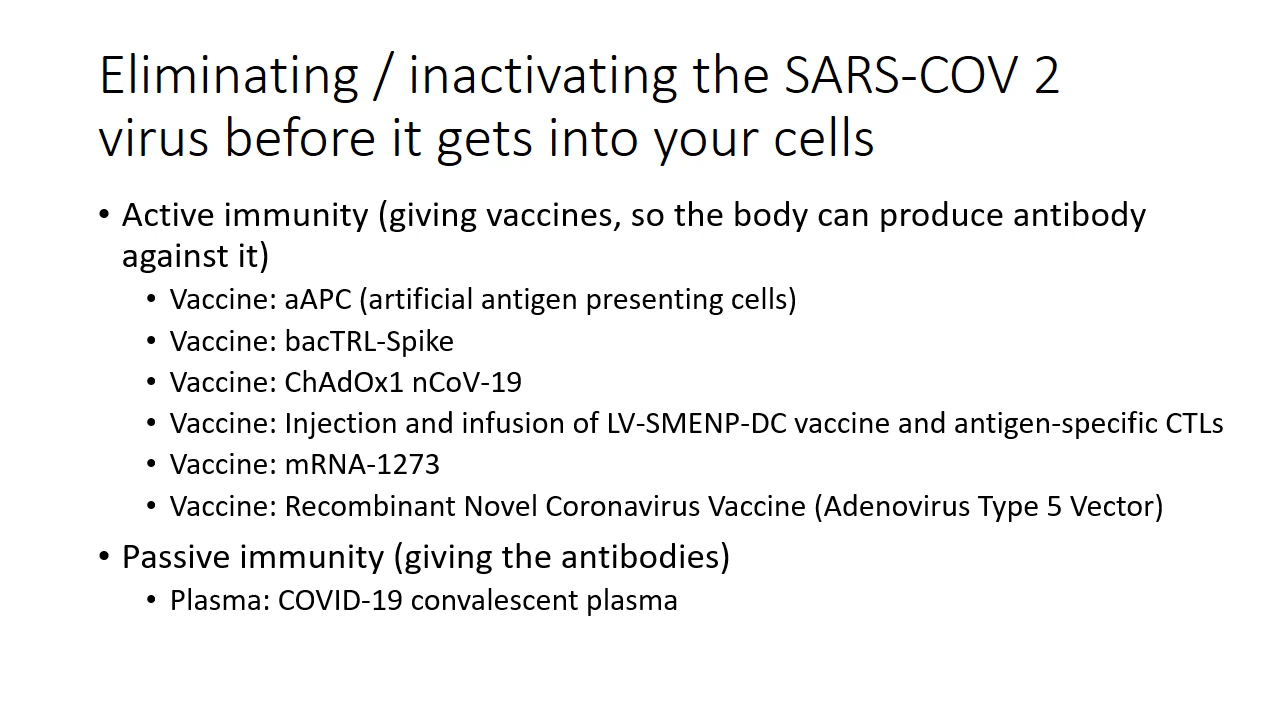 Eliminating / inactivating the SARS-COV 2
virus before it gets into your cells
• Active immunity (giving vaccines, so the body can produce antibody
against it)
• Vaccine: aAPC (artificial antigen presenting cells)
• Vaccine: bacTRL-Spike
• Vaccine: ChAdOx1 nCoV-19
• Vaccine: Injection and infusion of LV-SMENP-DC vaccine and antigen-specific CTLs
• Vaccine: mRNA-1273
• Vaccine: Recombinant Novel Coronavirus Vaccine (Adenovirus Type 5 Vector)
• Passive immunity (giving the antibodies)
• Plasma: COVID-19 convalescent plasma